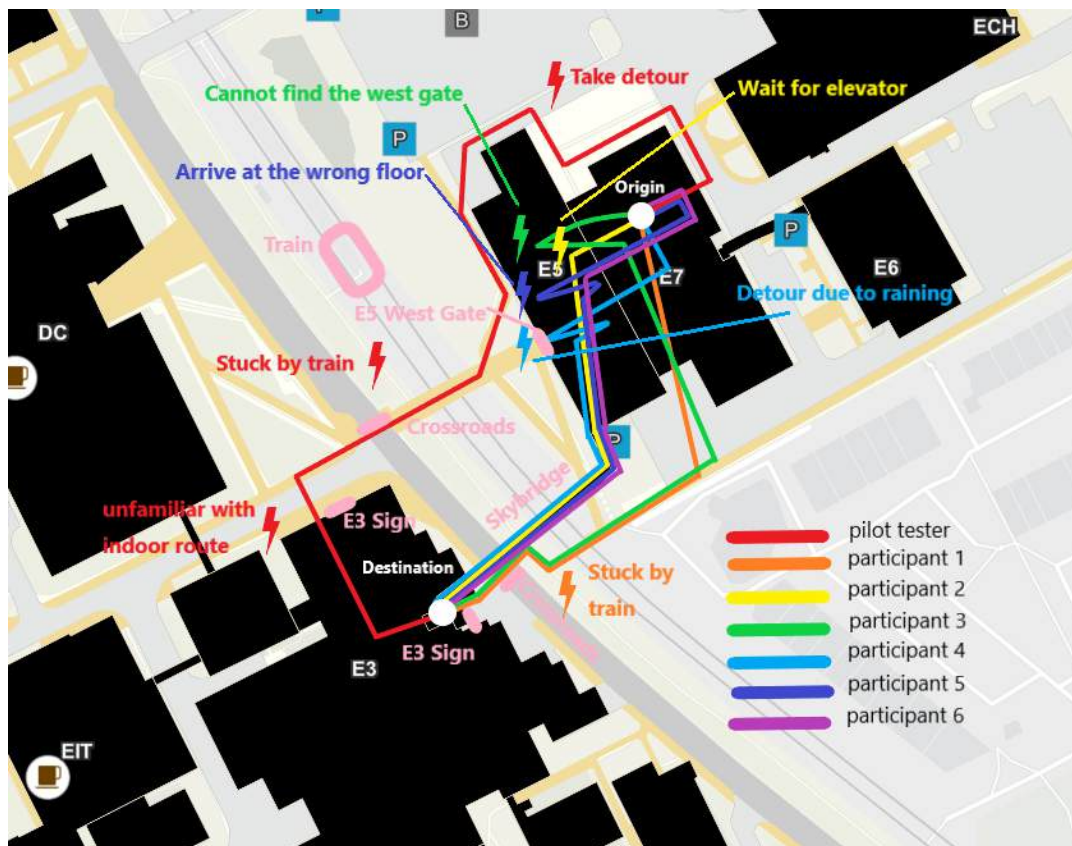 P
B
ECH
Take detour
Cannot find the west gate
Wait for elevator
P
Arrive at the wrong floor
Origin
P
Train
E5
E7
E6
Detour due to raining
E5 West Gate
DC
Stuck by train
Crossroads
P
Skybridge
unfamiliar with
indoor route
E3 Sign
Destination
Stuck by
train
E3 Sign
E3
EIT
pilot tester
participant 1
participant 2
participant 3
participant 4
participant 5
participant 6